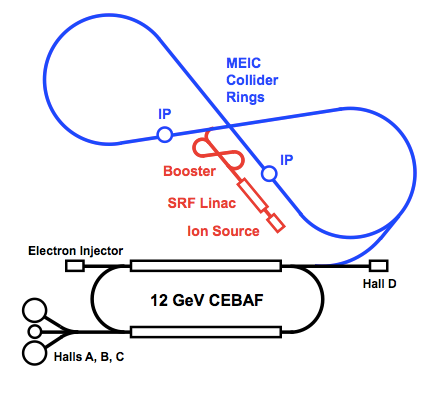 MEIC
Collider
Rings
IP
IP
Booster
SRF Linac
Ion Source
Electron Injector
Hall D
12 GeV CEBAF
Halls A, B, C